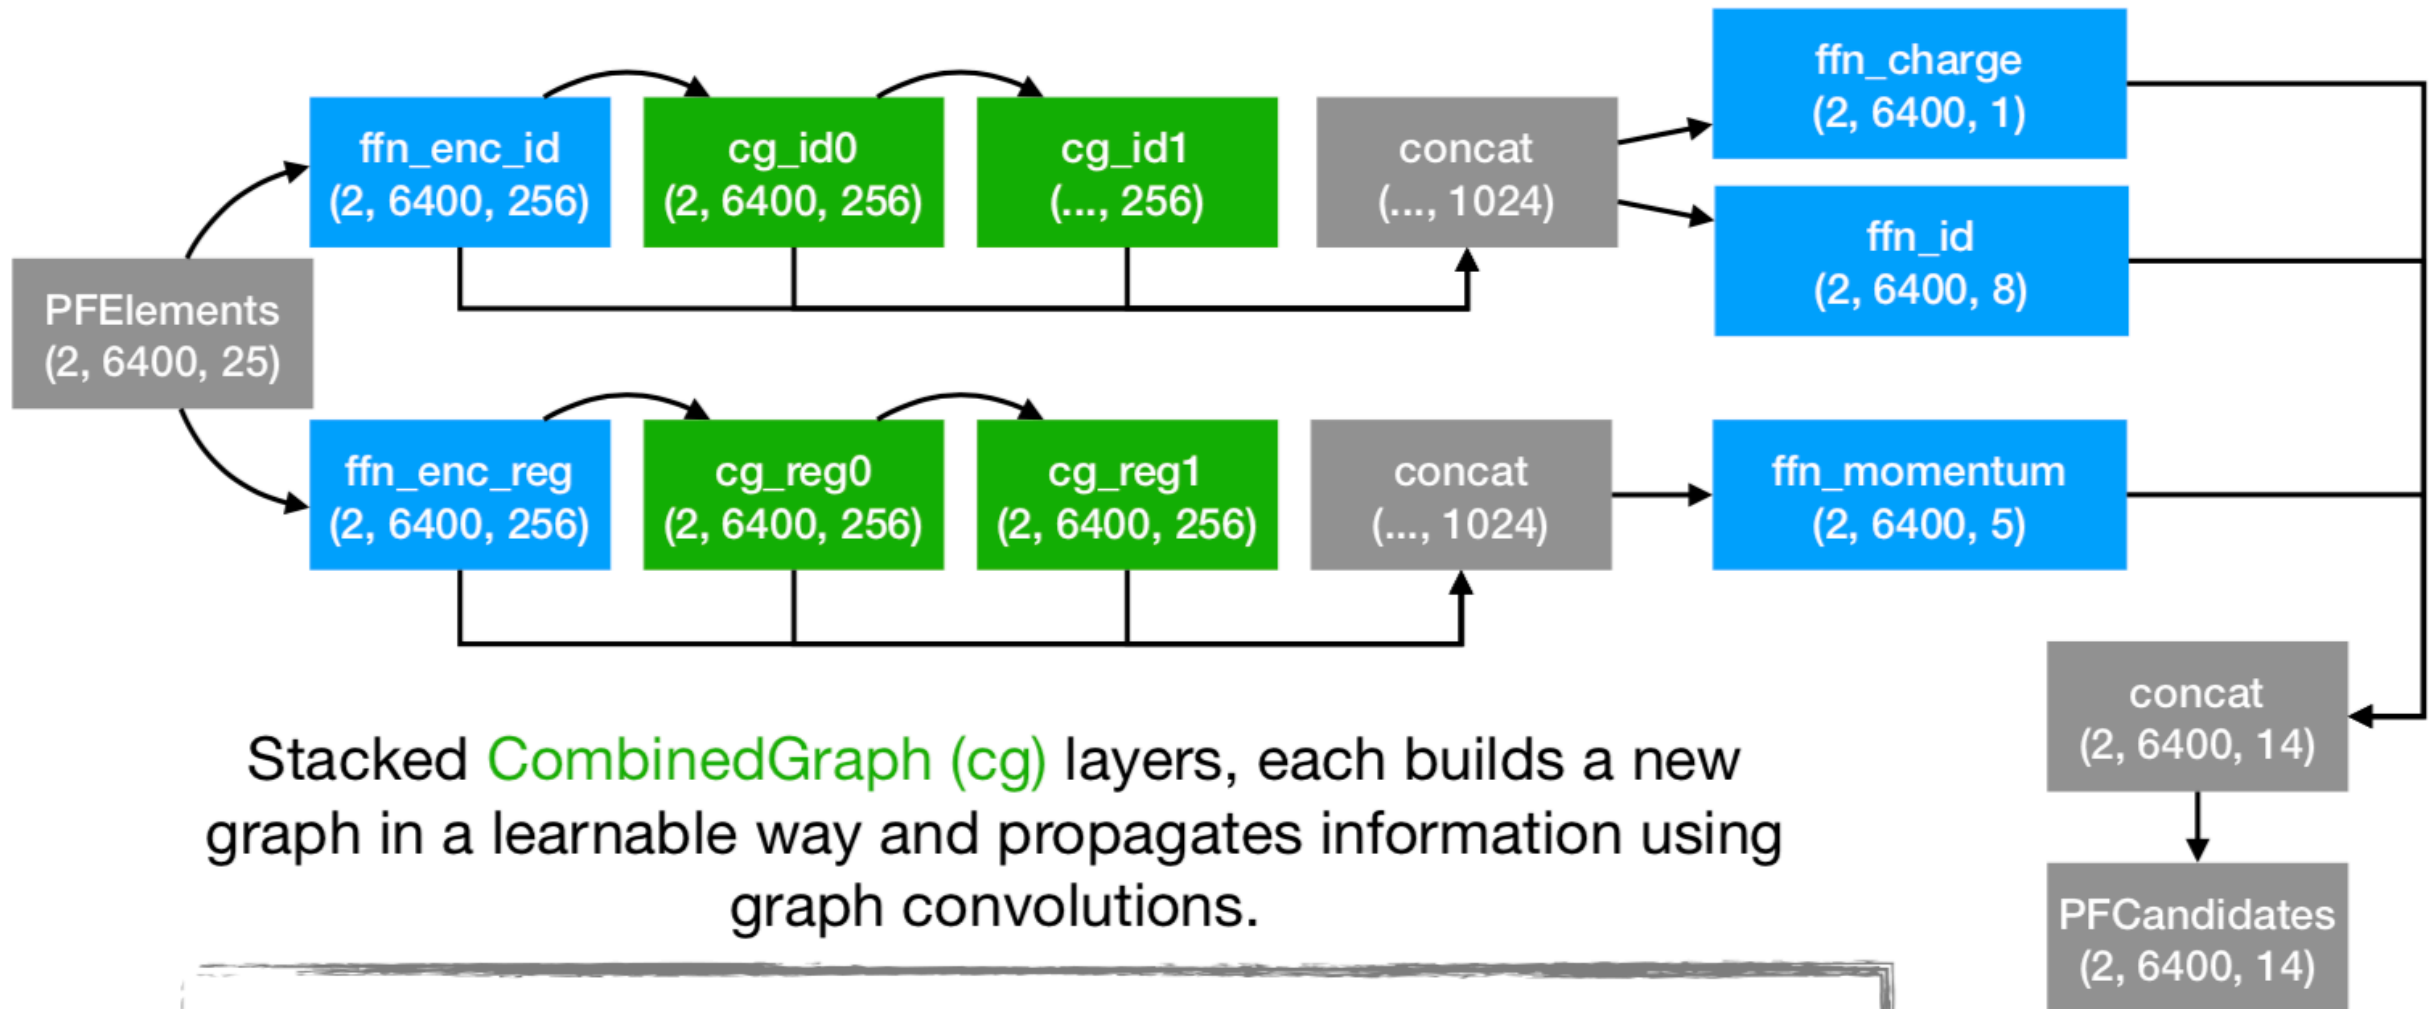 PFElements
(2, 6400, 25)
ffn_enc_id
(2, 6400, 256)
cg_id0
(2, 6400, 256)
cg_id1
(..., 256)
concat
(..., 1024)
ffn_charge
(2, 6400, 1)
ffn_id
(2, 6400, 8)
ffn_enc_reg
(2, 6400, 256)
cg_reg0
(2, 6400, 256)
cg_reg1
(2, 6400, 256)
concat
(..., 1024)
ffn_momentum
(2, 6400, 5)
concat
(2, 6400, 14)
PFCandidates
(2, 6400, 14)
Stacked CombinedGraph (cg) layers, each builds a new
graph in a learnable way and propagates information using
graph convolutions.